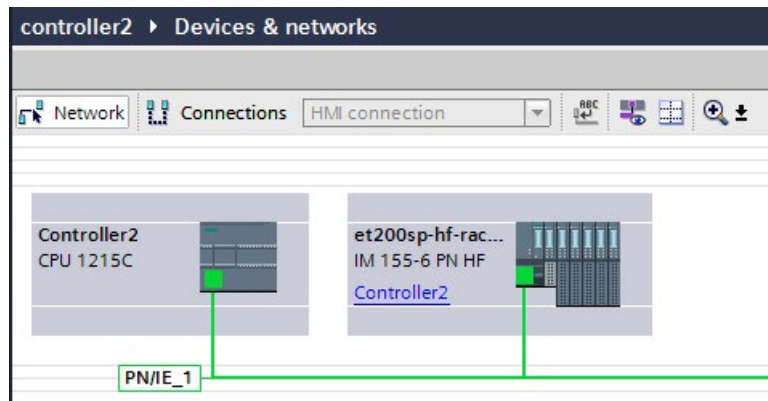 controller2 ▸ Devices & networks
Network Connections HMI connection ABC
Controller2
CPU 1215C
et200sp-hf-rac...
IM 155-6 PN HF
Controller2
PN/IE_1